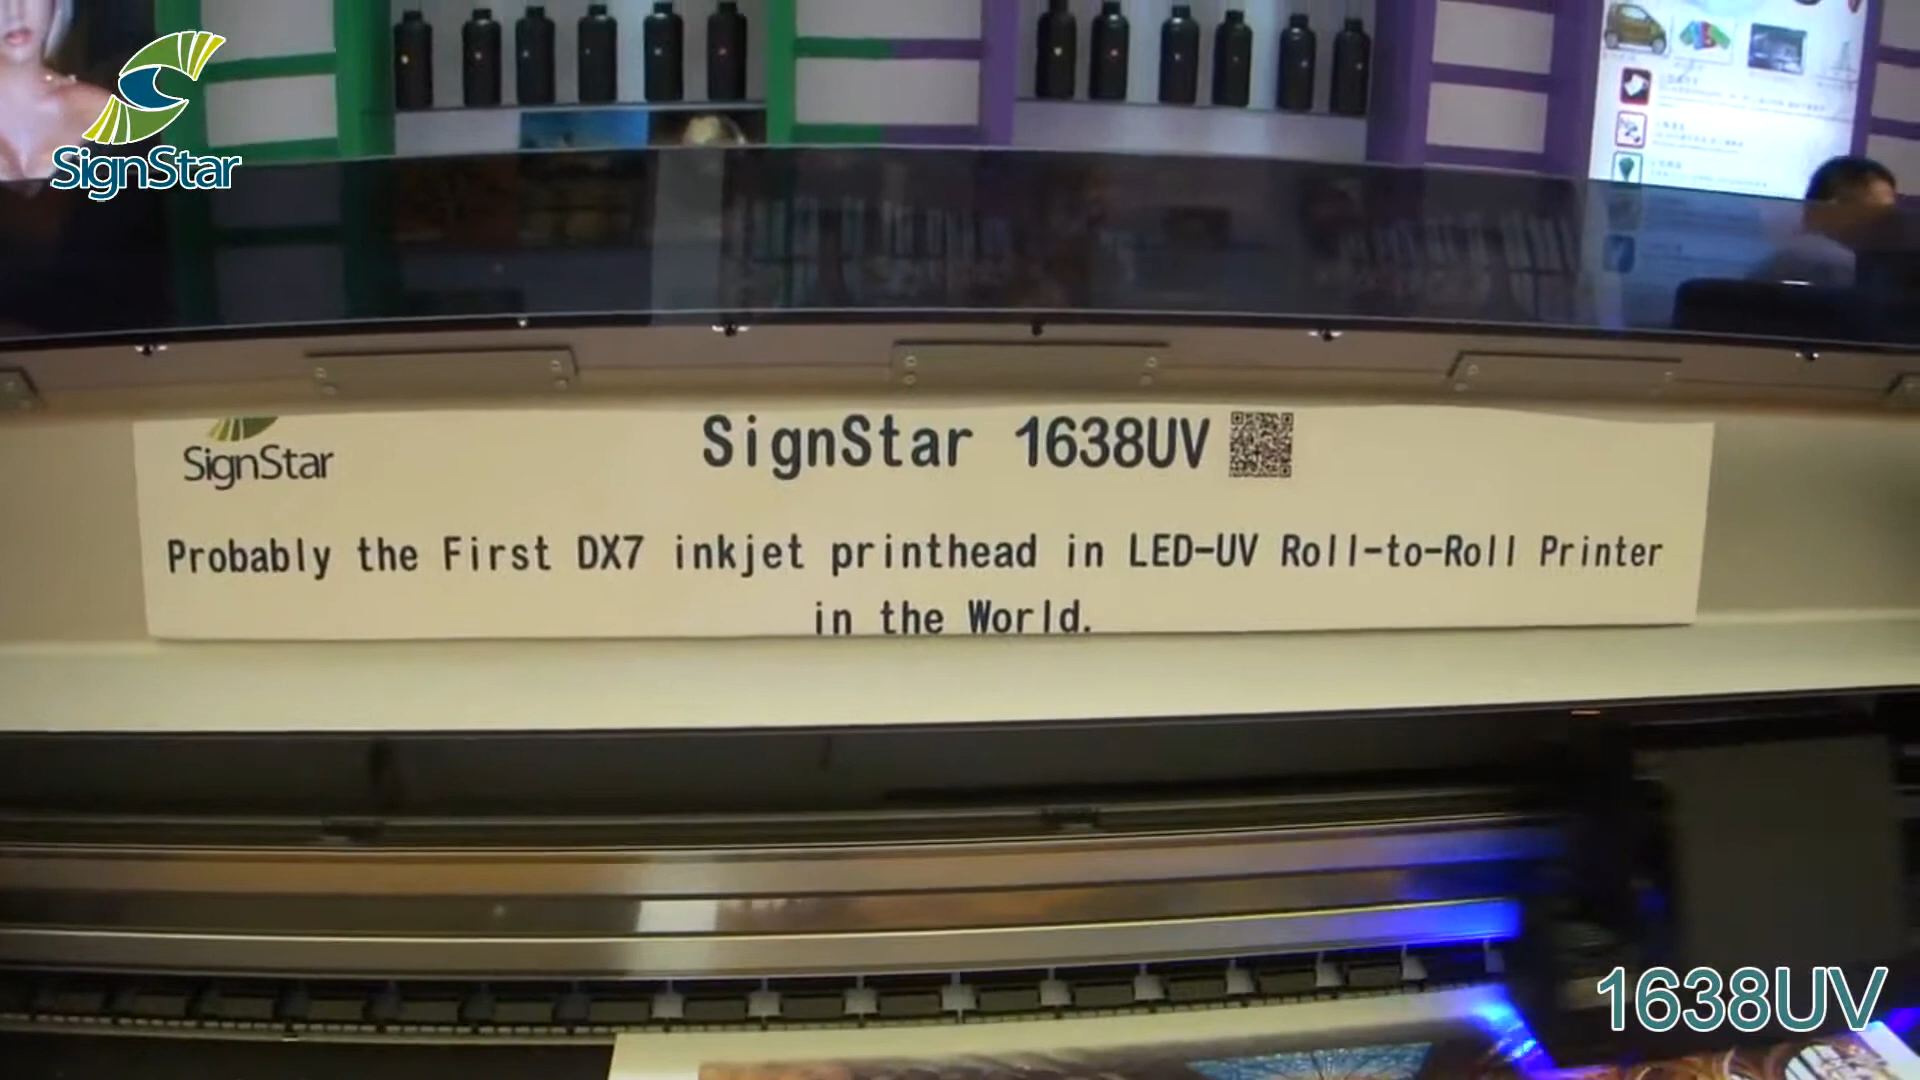 SignStar
SignStar
SignStar 1638UV
Probably the First DX7 inkjet printhead in LED-UV Roll-to-Roll Printer
in the World.
1638UV